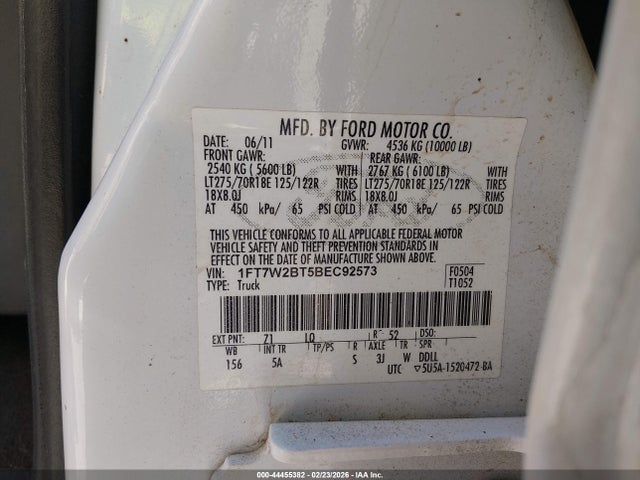 MFD. BY FORD MOTOR CO.
DATE: 06/11 GVWR: 4536 KG (10000 LB)
FRONT GAWR: REAR GAWR:
2540 KG ( 5600 LB) WITH 2767 KG ( 6100 LB) WITH
LT275/70R18E 125/122R TIRES LT275/70R18E 125/122R TIRES
18X8.0J RIMS 18X8.0J RIMS
AT 450 kPa/ 65 PSI COLD AT 450 kPa/ 65 PSI COLD
THIS VEHICLE CONFORMS TO ALL APPLICABLE FEDERAL MOTOR
VEHICLE SAFETY AND THEFT PREVENTION STANDARDS IN
EFFECT ON THE DATE OF MANUFACTURE SHOWN ABOVE.
VIN: 1FT7W2BT5BEC92573 F0504
TYPE: Truck T1052
EXT PNT: Z1 LQ R- 52 DSO:
WB INT TR TP/PS R AXLE TR SPR
156 5A S 3J W DDLL
UTC ▽5U5A-1520472-BA
000-44455382 - 02/23/2026 - IAA Inc.